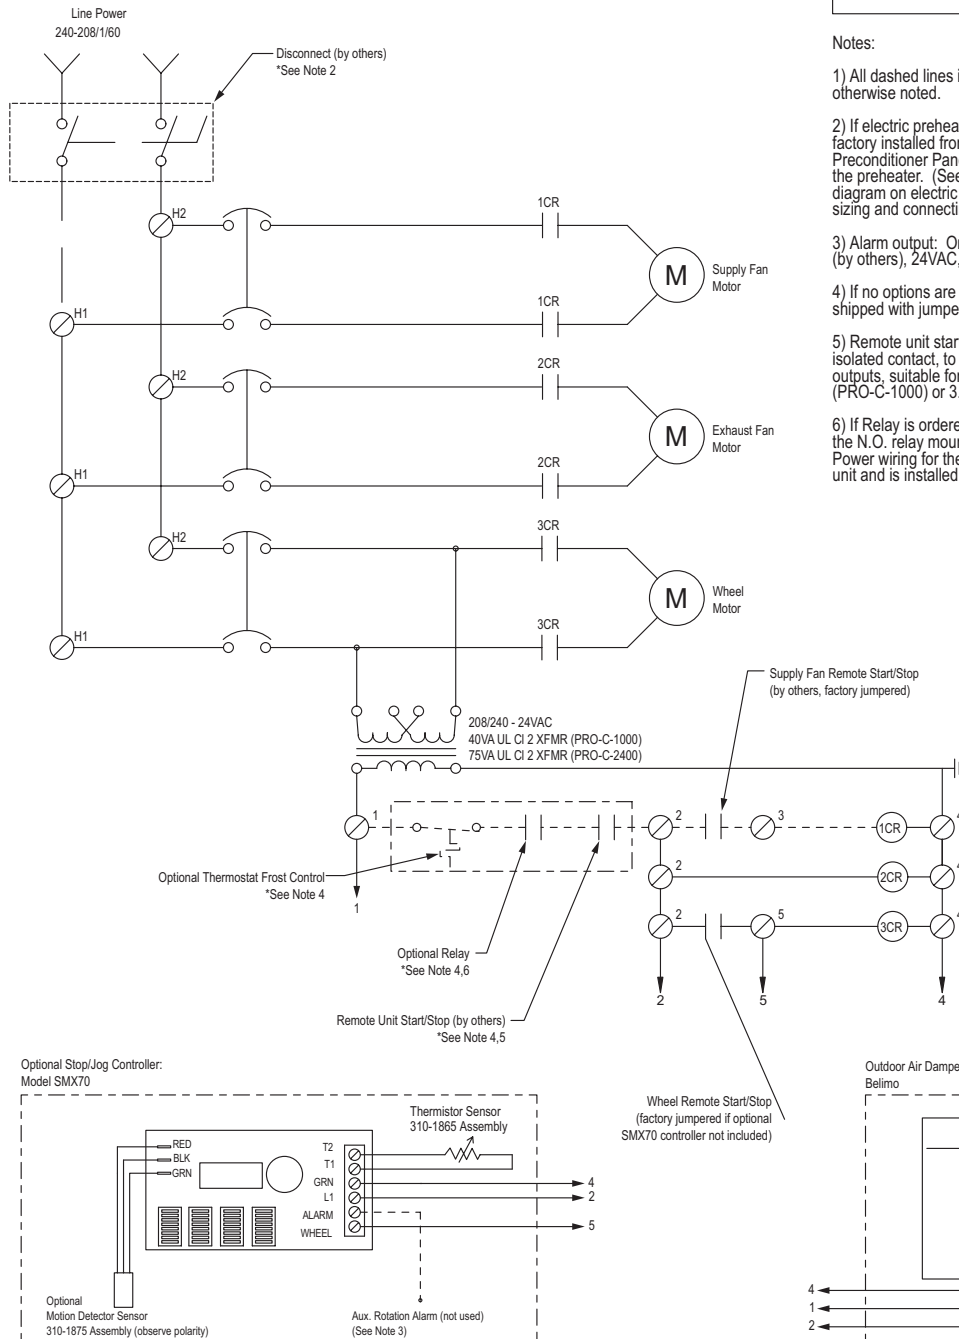 Line Power
240-208/1/60
Disconnect (by others)
*See Note 2
H2
1CR
M
Supply Fan
Motor
H1
1CR
H2
2CR
M
Exhaust Fan
Motor
H1
2CR
H2
3CR
M
Wheel
Motor
H1
3CR
Notes:
1) All dashed lines i
otherwise noted.
2) If electric prehea
factory installed fro
Preconditioner Pan
the preheater. (See
diagram on electric
sizing and connecti
3) Alarm output: O
(by others), 24VAC,
4) If no options are
shipped with jumpe
5) Remote unit star
isolated contact, to
outputs, suitable for
(PRO-C-1000) or 3.
6) If Relay is ordere
the N.O. relay mour
Power wiring for the
unit and is installed
208/240 - 24VAC
40VA UL Cl 2 XFMR (PRO-C-1000)
75VA UL Cl 2 XFMR (PRO-C-2400)
Supply Fan Remote Start/Stop
(by others, factory jumpered)
1
2
3
1CR
4
2
2CR
4
2
5
3CR
4
1
2
5
4
Optional Thermostat Frost Control
*See Note 4
Optional Relay
*See Note 4,6
Remote Unit Start/Stop (by others)
*See Note 4,5
Wheel Remote Start/Stop
(factory jumpered if optional
SMX70 controller not included)
Optional Stop/Jog Controller:
Model SMX70
RED
BLK
GRN
T2
T1
GRN
L1
ALARM
WHEEL
Thermistor Sensor
310-1865 Assembly
4
2
5
Optional
Motion Detector Sensor
310-1875 Assembly (observe polarity)
Aux. Rotation Alarm (not used)
(See Note 3)
Outdoor Air Dampe
Belimo
4
1
2